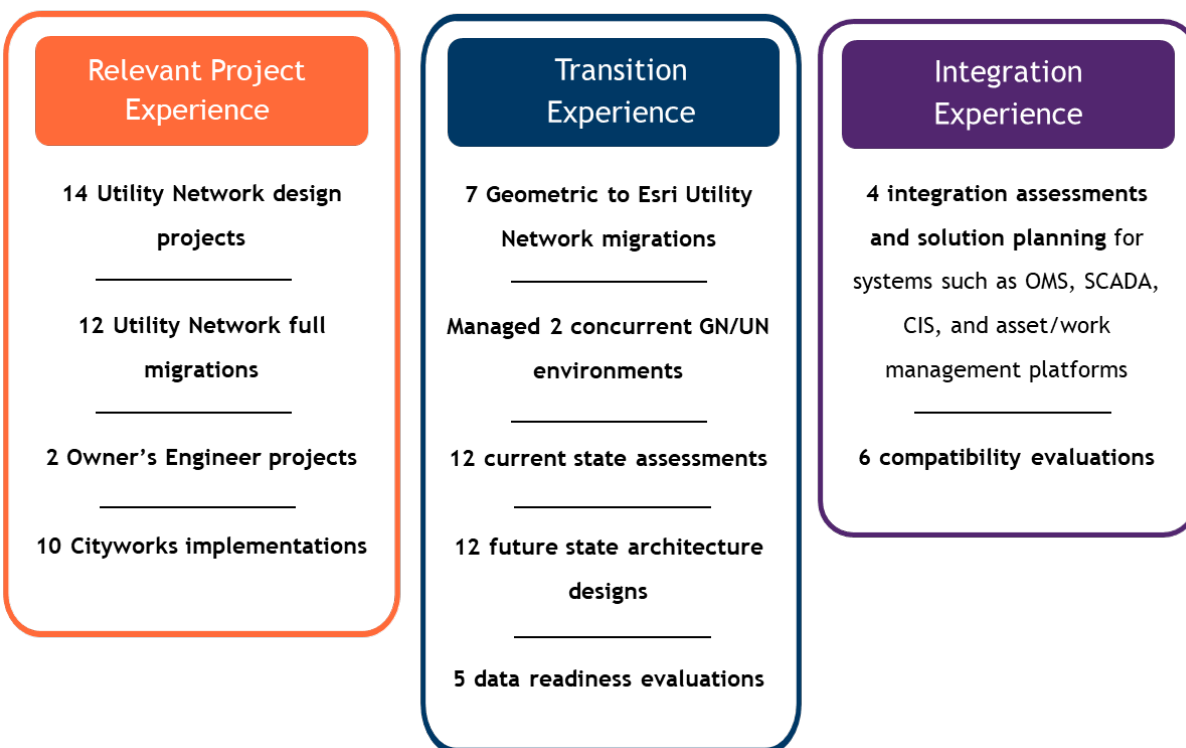 Relevant Project
Experience
14 Utility Network design
projects
12 Utility Network full
migrations
2 Owner’s Engineer projects
10 Cityworks implementations
Transition
Experience
7 Geometric to Esri Utility
Network migrations
Managed 2 concurrent GN/UN
environments
12 current state assessments
12 future state architecture
designs
5 data readiness evaluations
Integration
Experience
4 integration assessments
and solution planning for
systems such as OMS, SCADA,
CIS, and asset/work
management platforms
6 compatibility evaluations